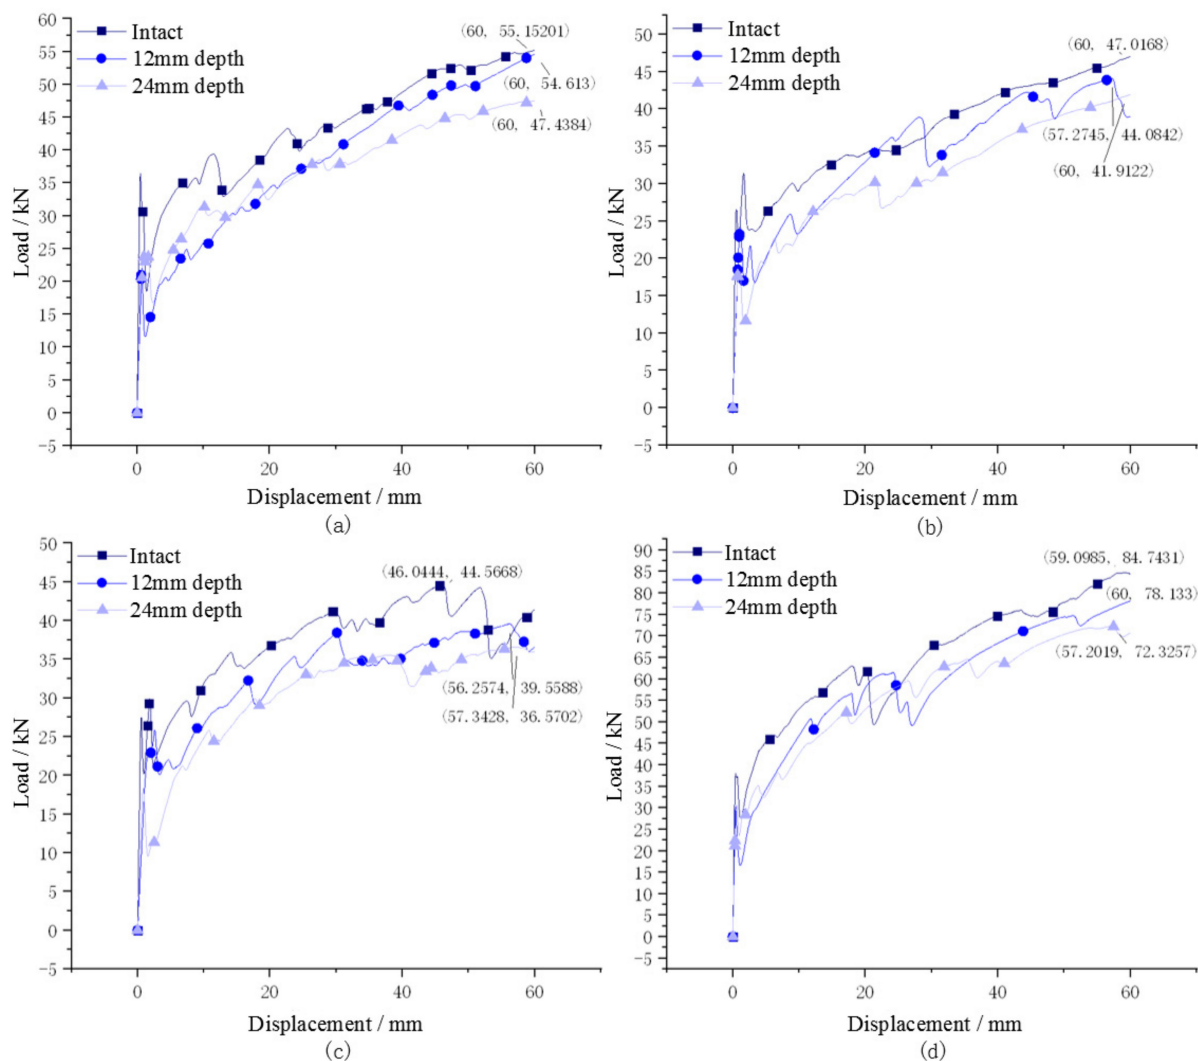 60
55
50
45
40
35
30
25
20
15
10
5
0
-5
Load / kN
Intact
12mm depth
24mm depth
(60, 55.15201)
(60, 54.613)
(60, 47.4384)
0 20 40 60
Displacement / mm
(a)
50
45
40
35
30
25
20
15
10
5
0
-5
Load / kN
Intact
12mm depth
24mm depth
(60, 47.0168)
(57.2745, 44.0842)
(60, 41.9122)
0 20 40 60
Displacement / mm
(b)
50
45
40
35
30
25
20
15
10
5
0
-5
Load / kN
Intact
12mm depth
24mm depth
(46.0444, 44.5668)
(56.2574, 39.5588)
(57.3428, 36.5702)
0 20 40 60
Displacement / mm
(c)
90
85
80
75
70
65
60
55
50
45
40
35
30
25
20
15
10
5
0
-5
Load / kN
Intact
12mm depth
24mm depth
(59.0985, 84.7431)
(60, 78.133)
(57.2019, 72.3257)
0 20 40 60
Displacement / mm
(d)